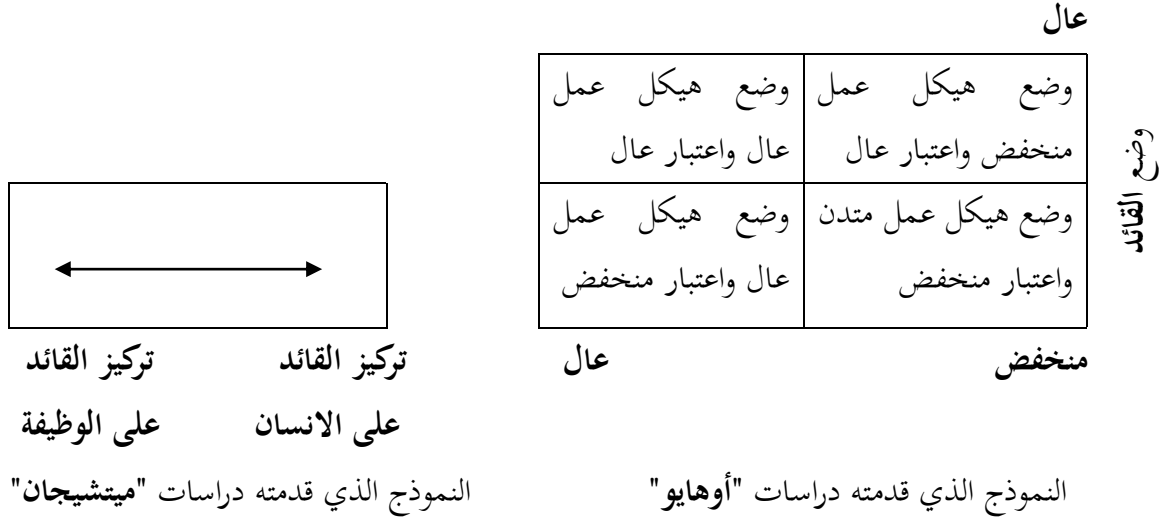 عال
وضع هيكل عمل
منخفض واعتبار عال
وضع هيكل عمل
عال واعتبار عال
وضع هيكل عمل متدن
واعتبار منخفض
وضع هيكل عمل
عال واعتبار منخفض
وضع القائد
منخفض
عال
تركيز القائد
على الانسان
تركيز القائد
على الوظيفة
النموذج الذي قدمته دراسات "أوهايو"
النموذج الذي قدمته دراسات "ميتشيجان"